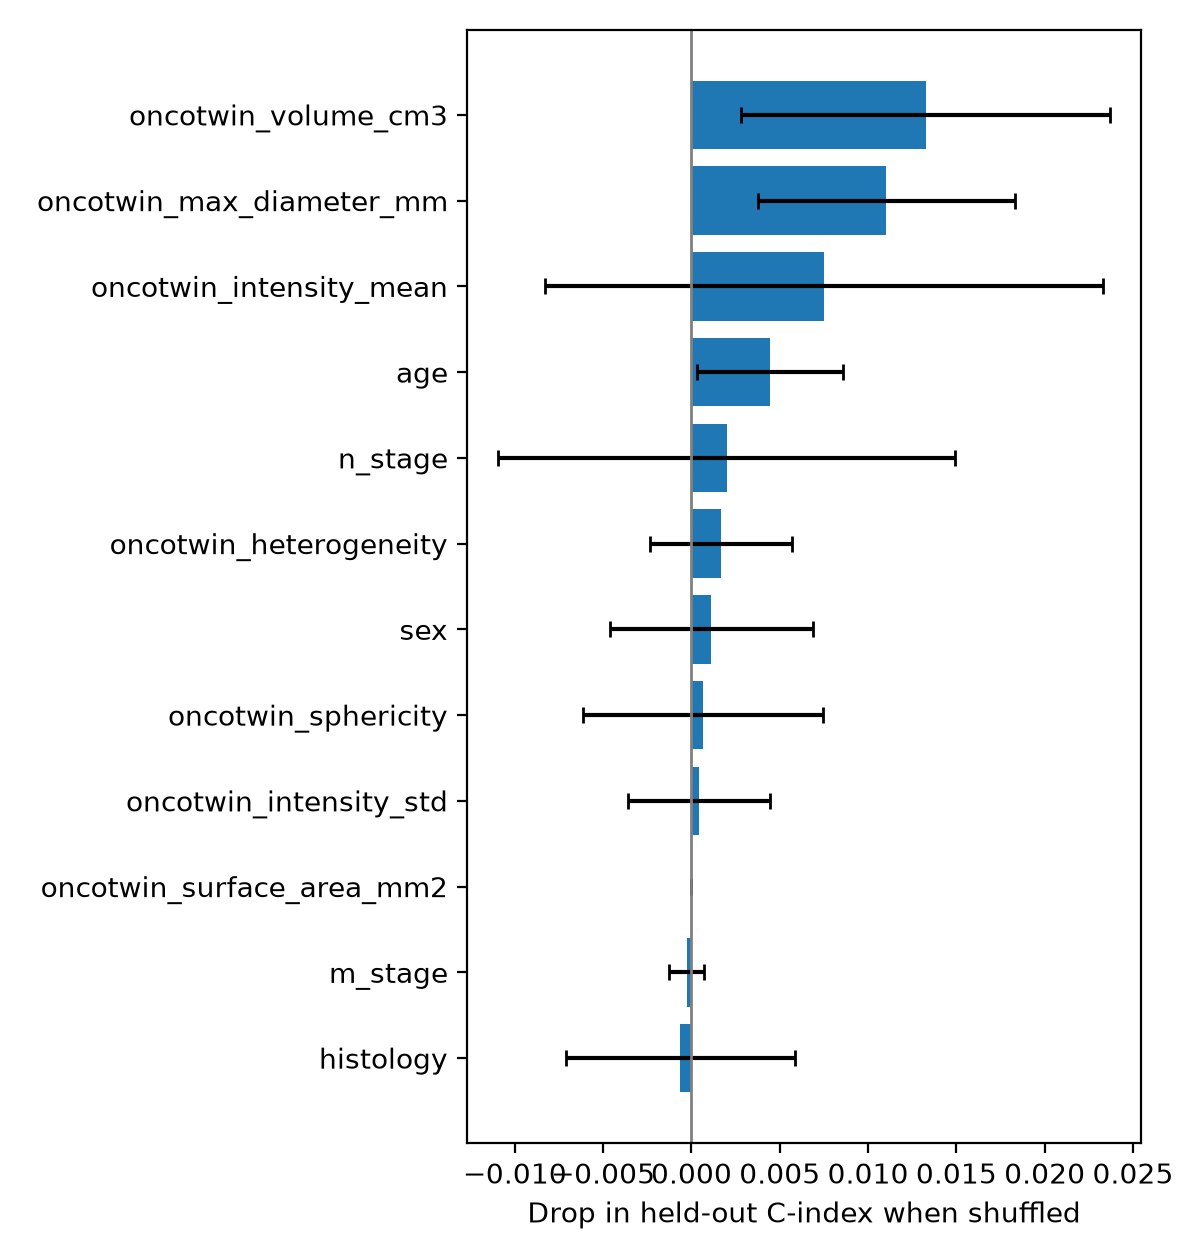 oncotwin_volume_cm3
oncotwin_max_diameter_mm
oncotwin_intensity_mean
age
n_stage
oncotwin_heterogeneity
sex
oncotwin_sphericity
oncotwin_intensity_std
oncotwin_surface_area_mm2
m_stage
histology
−0.010 −0.005 0.000 0.005 0.010 0.015 0.020 0.025
Drop in held-out C-index when shuffled